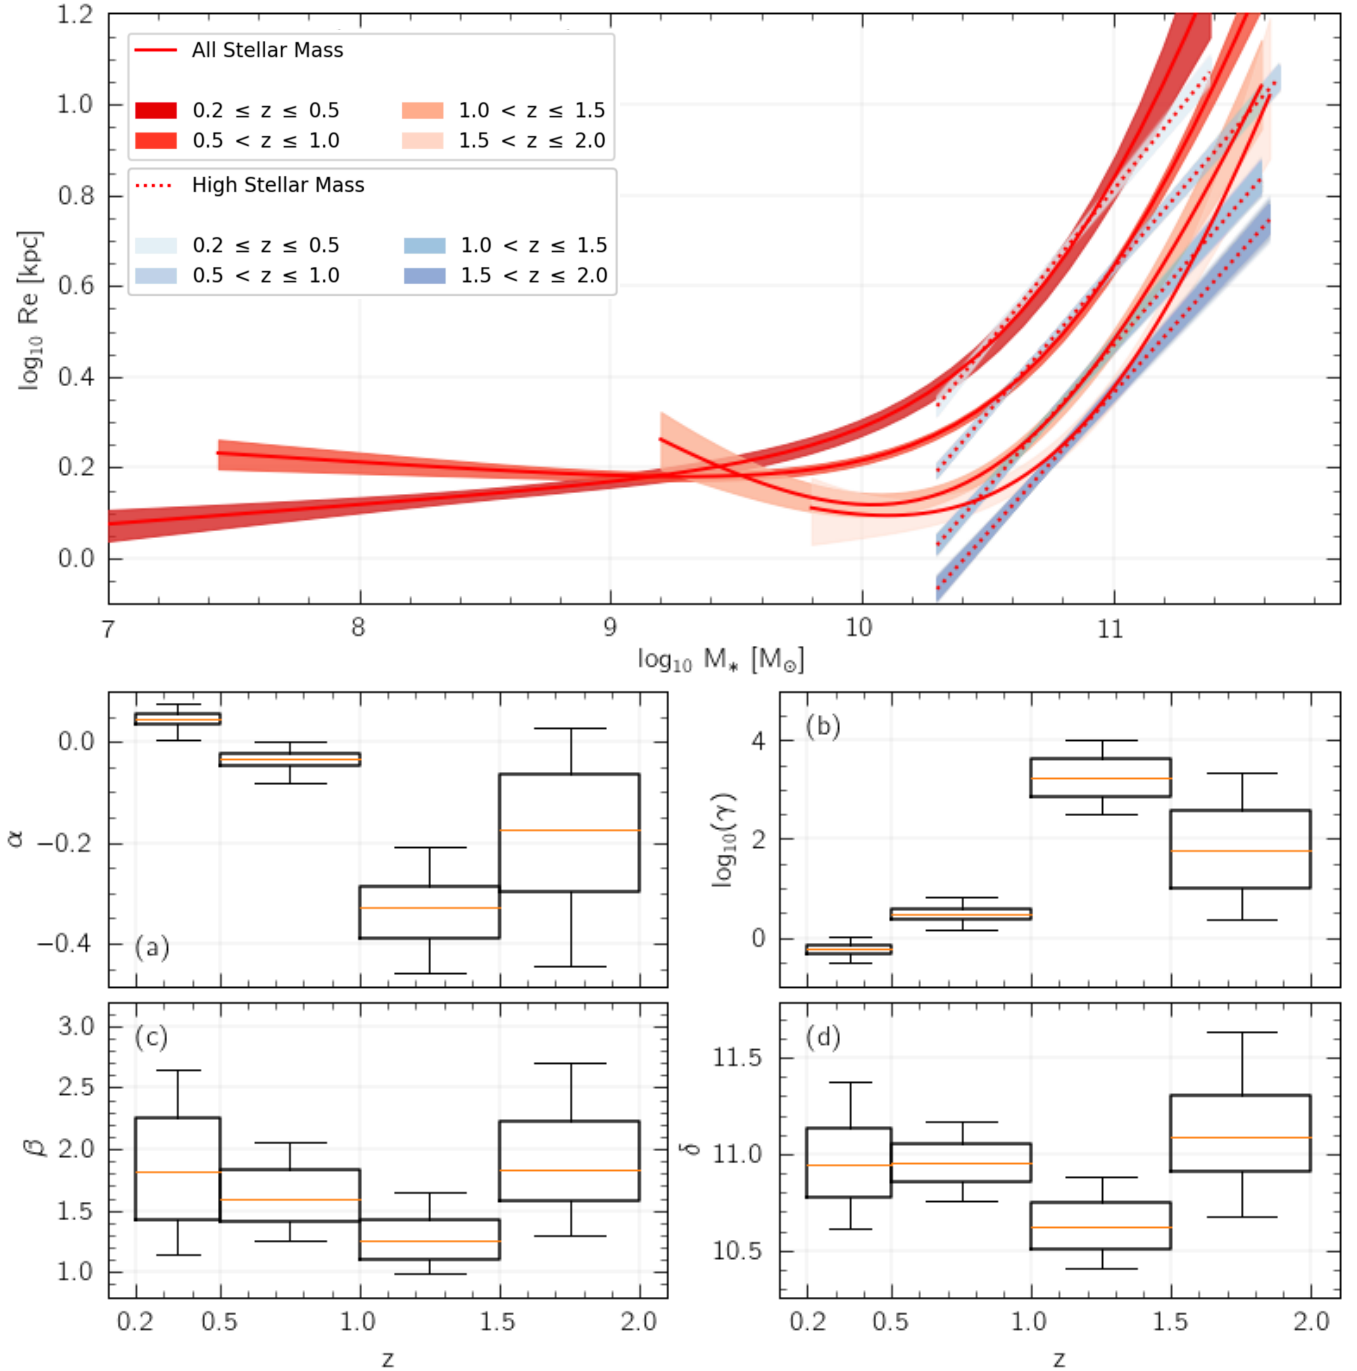 1.2
1.0
0.8
0.6
0.4
0.2
0.0
log₁₀ Re [kpc]
All Stellar Mass
0.2 ≤ z ≤ 0.5 1.0 < z ≤ 1.5
0.5 < z ≤ 1.0 1.5 < z ≤ 2.0
High Stellar Mass
0.2 ≤ z ≤ 0.5 1.0 < z ≤ 1.5
0.5 < z ≤ 1.0 1.5 < z ≤ 2.0
7 8 9 10 11
log₁₀ M∗ [M⊙]
0.0
−0.2
−0.4
α
(a)
4
2
0
log₁₀(γ)
(b)
3.0
2.5
2.0
1.5
1.0
β
(c)
0.2 0.5 1.0 1.5 2.0
z
11.5
11.0
10.5
δ
(d)
0.2 0.5 1.0 1.5 2.0
z